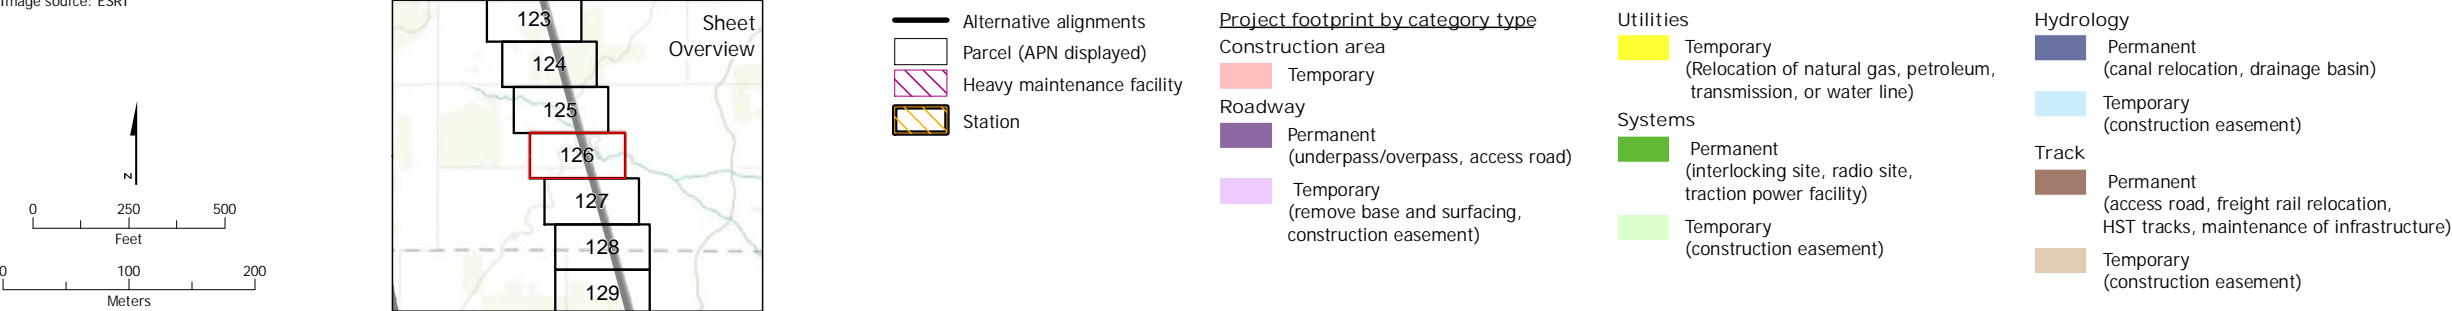 Image source: ESRI
N
0 250 500
Feet
0 100 200
Meters
Sheet
Overview
123
124
125
126
127
128
129
Alternative alignments
Parcel (APN displayed)
Heavy maintenance facility
Station
Project footprint by category type
Construction area
Temporary
Roadway
Permanent
(underpass/overpass, access road)
Temporary
(remove base and surfacing,
construction easement)
Utilities
Temporary
(Relocation of natural gas, petroleum,
transmission, or water line)
Systems
Permanent
(interlocking site, radio site,
traction power facility)
Temporary
(construction easement)
Hydrology
Permanent
(canal relocation, drainage basin)
Temporary
(construction easement)
Track
Permanent
(access road, freight rail relocation,
HST tracks, maintenance of infrastructure)
Temporary
(construction easement)